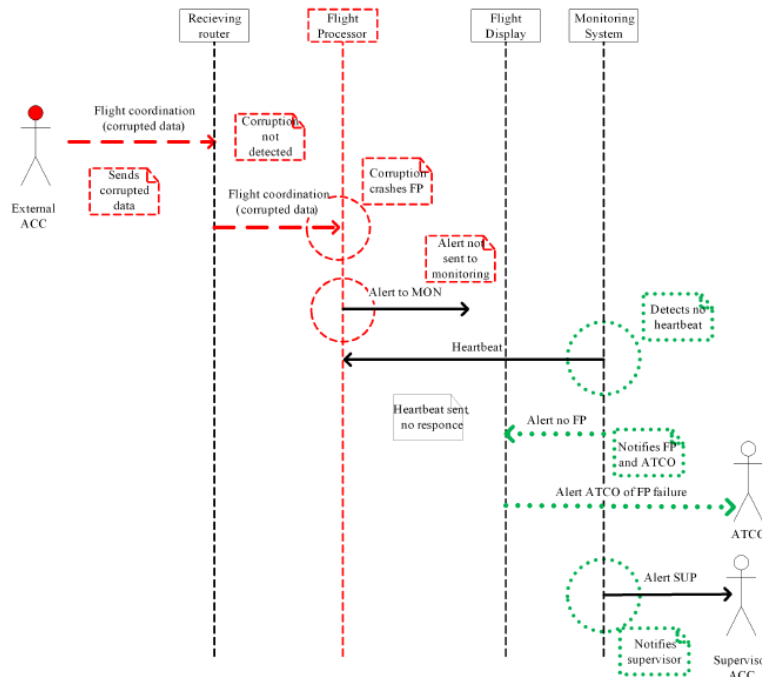 Recieving
router
Flight
Processor
Flight
Display
Monitoring
System
Flight coordination
(corrupted data)
Corruption
not
detected
Sends
corrupted
data
External
ACC
Flight coordination
(corrupted data)
Corruption
crashes FP
Alert not
sent to
monitoring
Alert to MON
Detects no
heartbeat
Heartbeat
Heartbeat sent,
no responce
Alert no FP
Notifies FP
and ATCO
Alert ATCO of FP failure
ATCO
Alert SUP
Notifies
supervisor
Supervisor
ACC